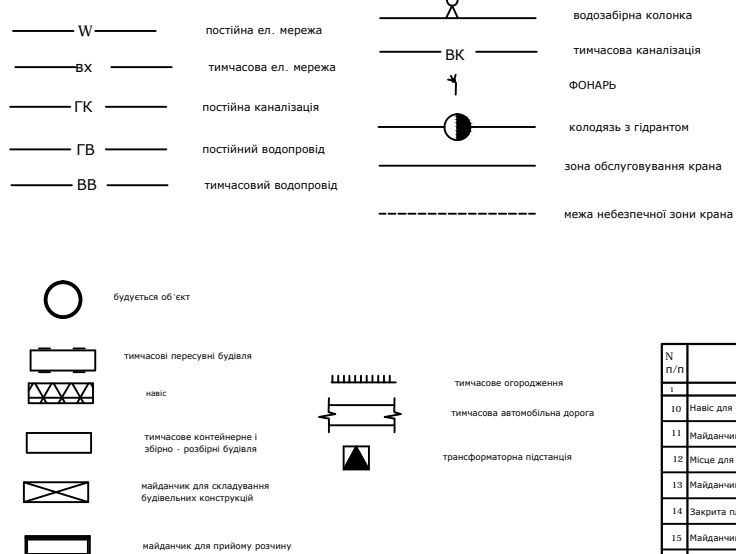 W постійна ел. мережа
вх тимчасова ел. мережа
ГК постійна каналізація
ГВ постійний водопровід
ВВ тимчасовий водопровід
водозабірна колонка
ВК тимчасова каналізація
ФОНАРЬ
колодязь з гідрантом
зона обслуговування крана
межа небезпечної зони крана
будується об'єкт
тимчасові пересувні будівля
навіс
тимчасове контейнерне і
збірно - розбірні будівля
майданчик для складування
будівельних конструкцій
майданчик для прийому розчину
тимчасове огородження
тимчасова автомобільна дорога
трансформаторна підстанція
N
п/п
1
10 Навіс для
11 Майданчи
12 Місце для
13 Майданчи
14 Закрита
15 Майданчи